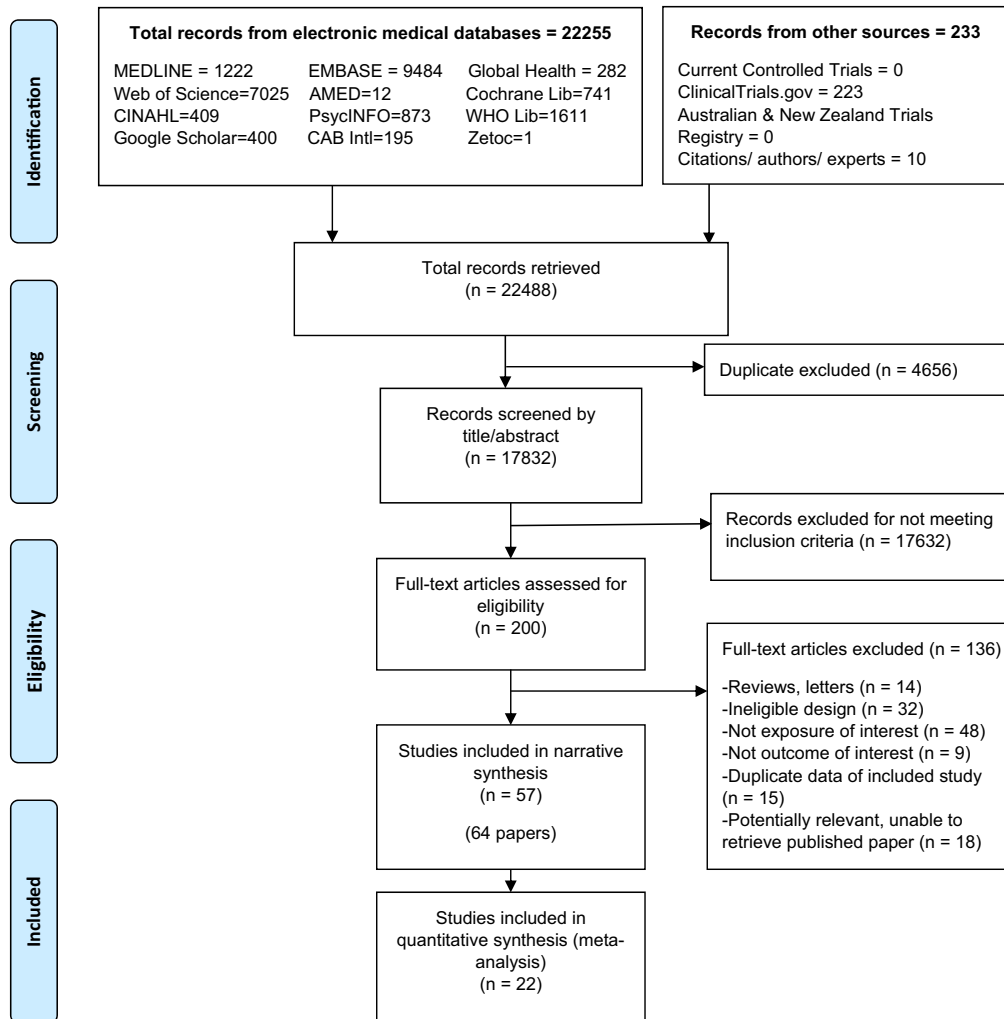 Identification
Total records from electronic medical databases = 22255
MEDLINE = 1222 EMBASE = 9484 Global Health = 282
Web of Science=7025 AMED=12 Cochrane Lib=741
CINAHL=409 PsycINFO=873 WHO Lib=1611
Google Scholar=400 CAB Intl=195 Zetoc=1
Records from other sources = 233
Current Controlled Trials = 0
ClinicalTrials.gov = 223
Australian & New Zealand Trials
Registry = 0
Citations/ authors/ experts = 10
Total records retrieved
(n = 22488)
Screening
Duplicate excluded (n = 4656)
Records screened by
title/abstract
(n = 17832)
Records excluded for not meeting
inclusion criteria (n = 17632)
Eligibility
Full-text articles assessed for
eligibility
(n = 200)
Full-text articles excluded (n = 136)
-Reviews, letters (n = 14)
-Ineligible design (n = 32)
-Not exposure of interest (n = 48)
-Not outcome of interest (n = 9)
-Duplicate data of included study
(n = 15)
-Potentially relevant, unable to
retrieve published paper (n = 18)
Studies included in narrative
synthesis
(n = 57)
(64 papers)
Included
Studies included in
quantitative synthesis (meta-
analysis)
(n = 22)